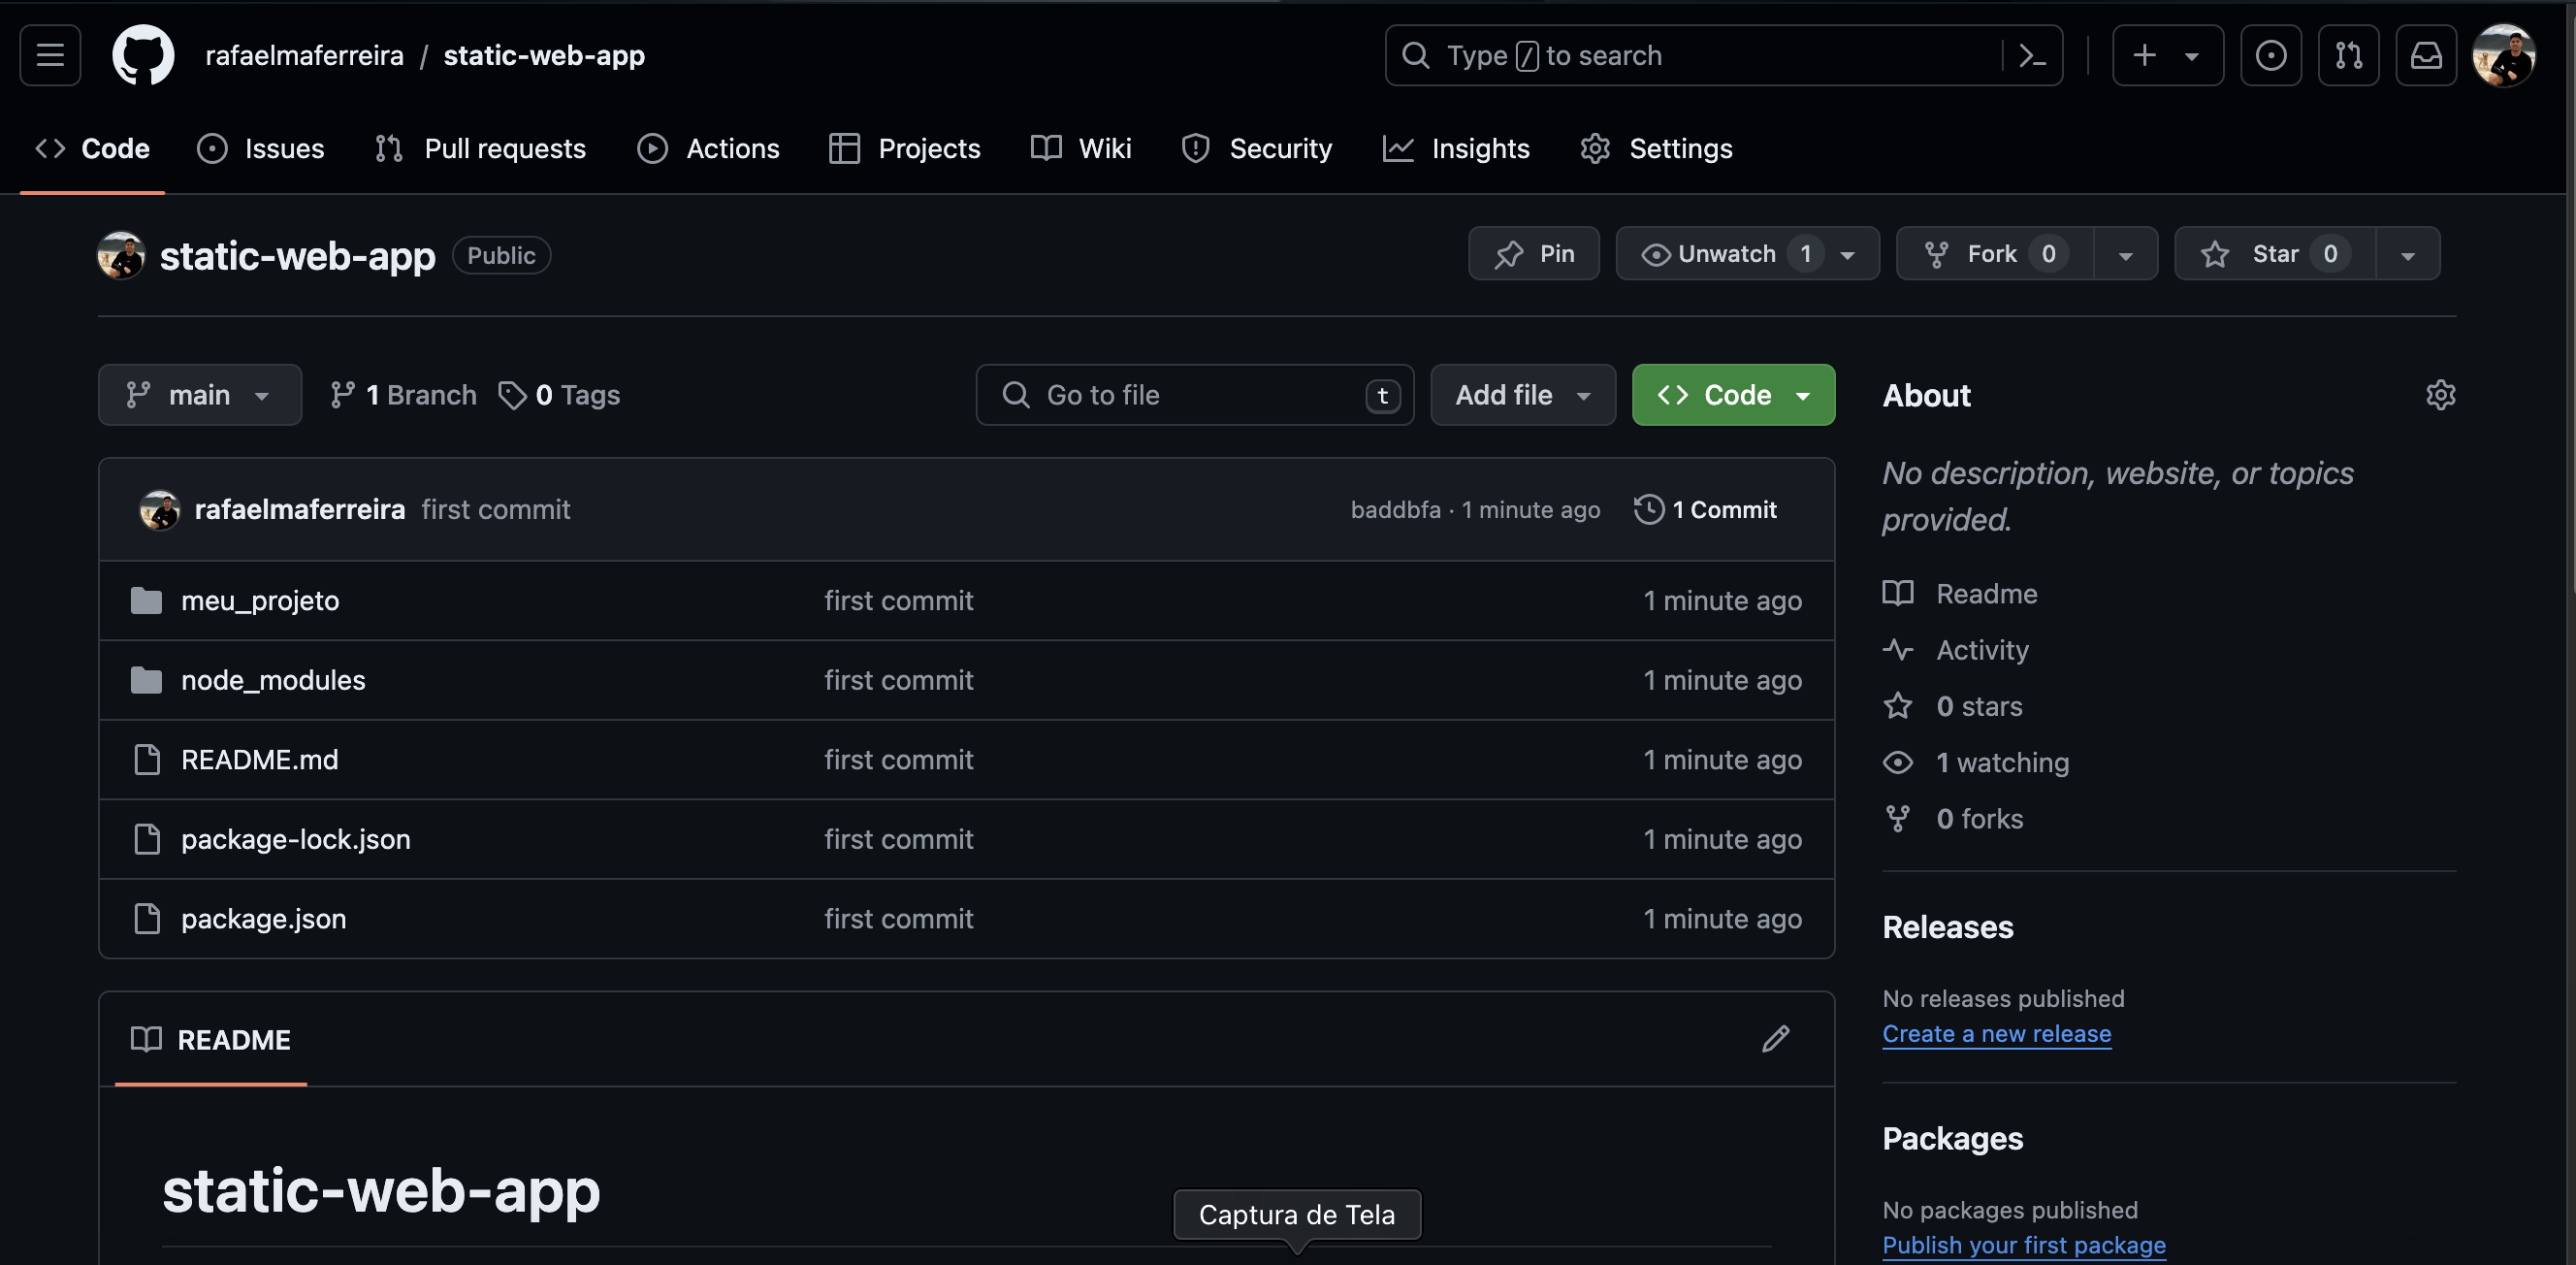 rafaelmaferreira / static-web-app
Type / to search
Code Issues Pull requests Actions Projects Wiki Security Insights Settings
static-web-app Public
Pin Unwatch 1 Fork 0 Star 0
main 1 Branch 0 Tags
Go to file t Add file Code
rafaelmaferreira first commit baddbfa · 1 minute ago 1 Commit
meu_projeto first commit 1 minute ago
node_modules first commit 1 minute ago
README.md first commit 1 minute ago
package-lock.json first commit 1 minute ago
package.json first commit 1 minute ago
README
static-web-app
Captura de Tela
About
No description, website, or topics
provided.
Readme
Activity
0 stars
1 watching
0 forks
Releases
No releases published
Create a new release
Packages
No packages published
Publish your first package